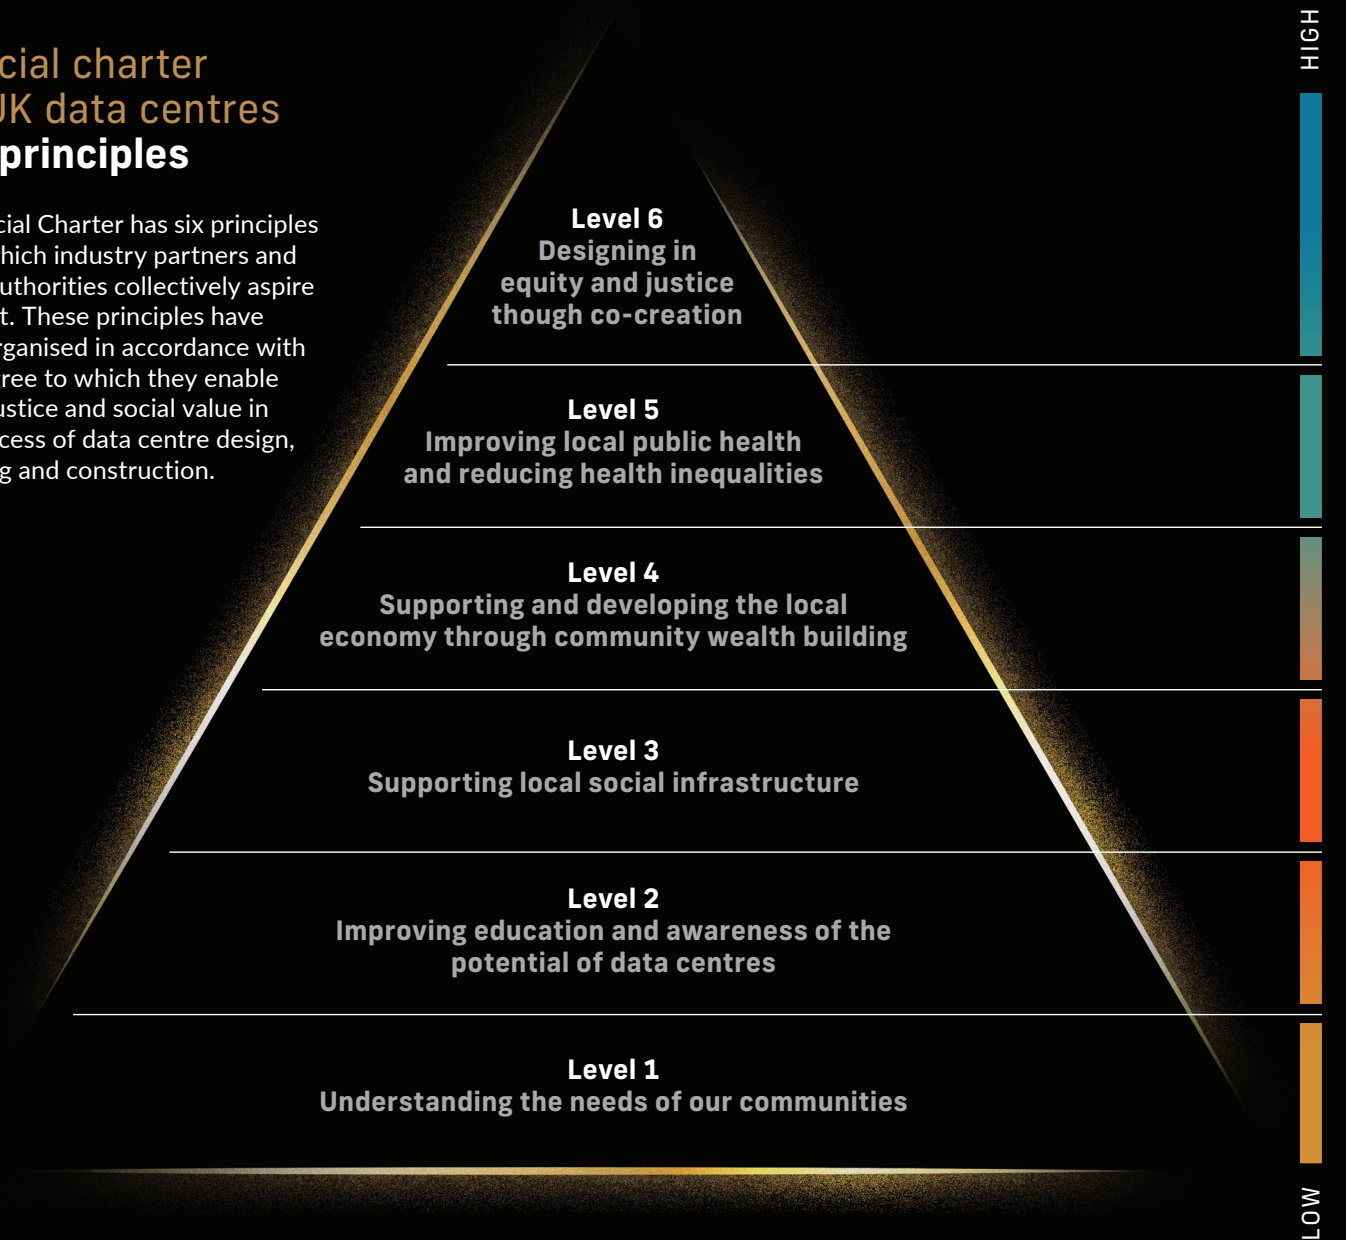 cial charter
UK data centres
principles
cial Charter has six principles
hich industry partners and
uthorities collectively aspire
t. These principles have
rganised in accordance with
gree to which they enable
ustice and social value in
cess of data centre design,
g and construction.
HIGH
Level 6
Designing in
equity and justice
though co-creation
Level 5
Improving local public health
and reducing health inequalities
Level 4
Supporting and developing the local
economy through community wealth building
Level 3
Supporting local social infrastructure
Level 2
Improving education and awareness of the
potential of data centres
Level 1
Understanding the needs of our communities
LOW